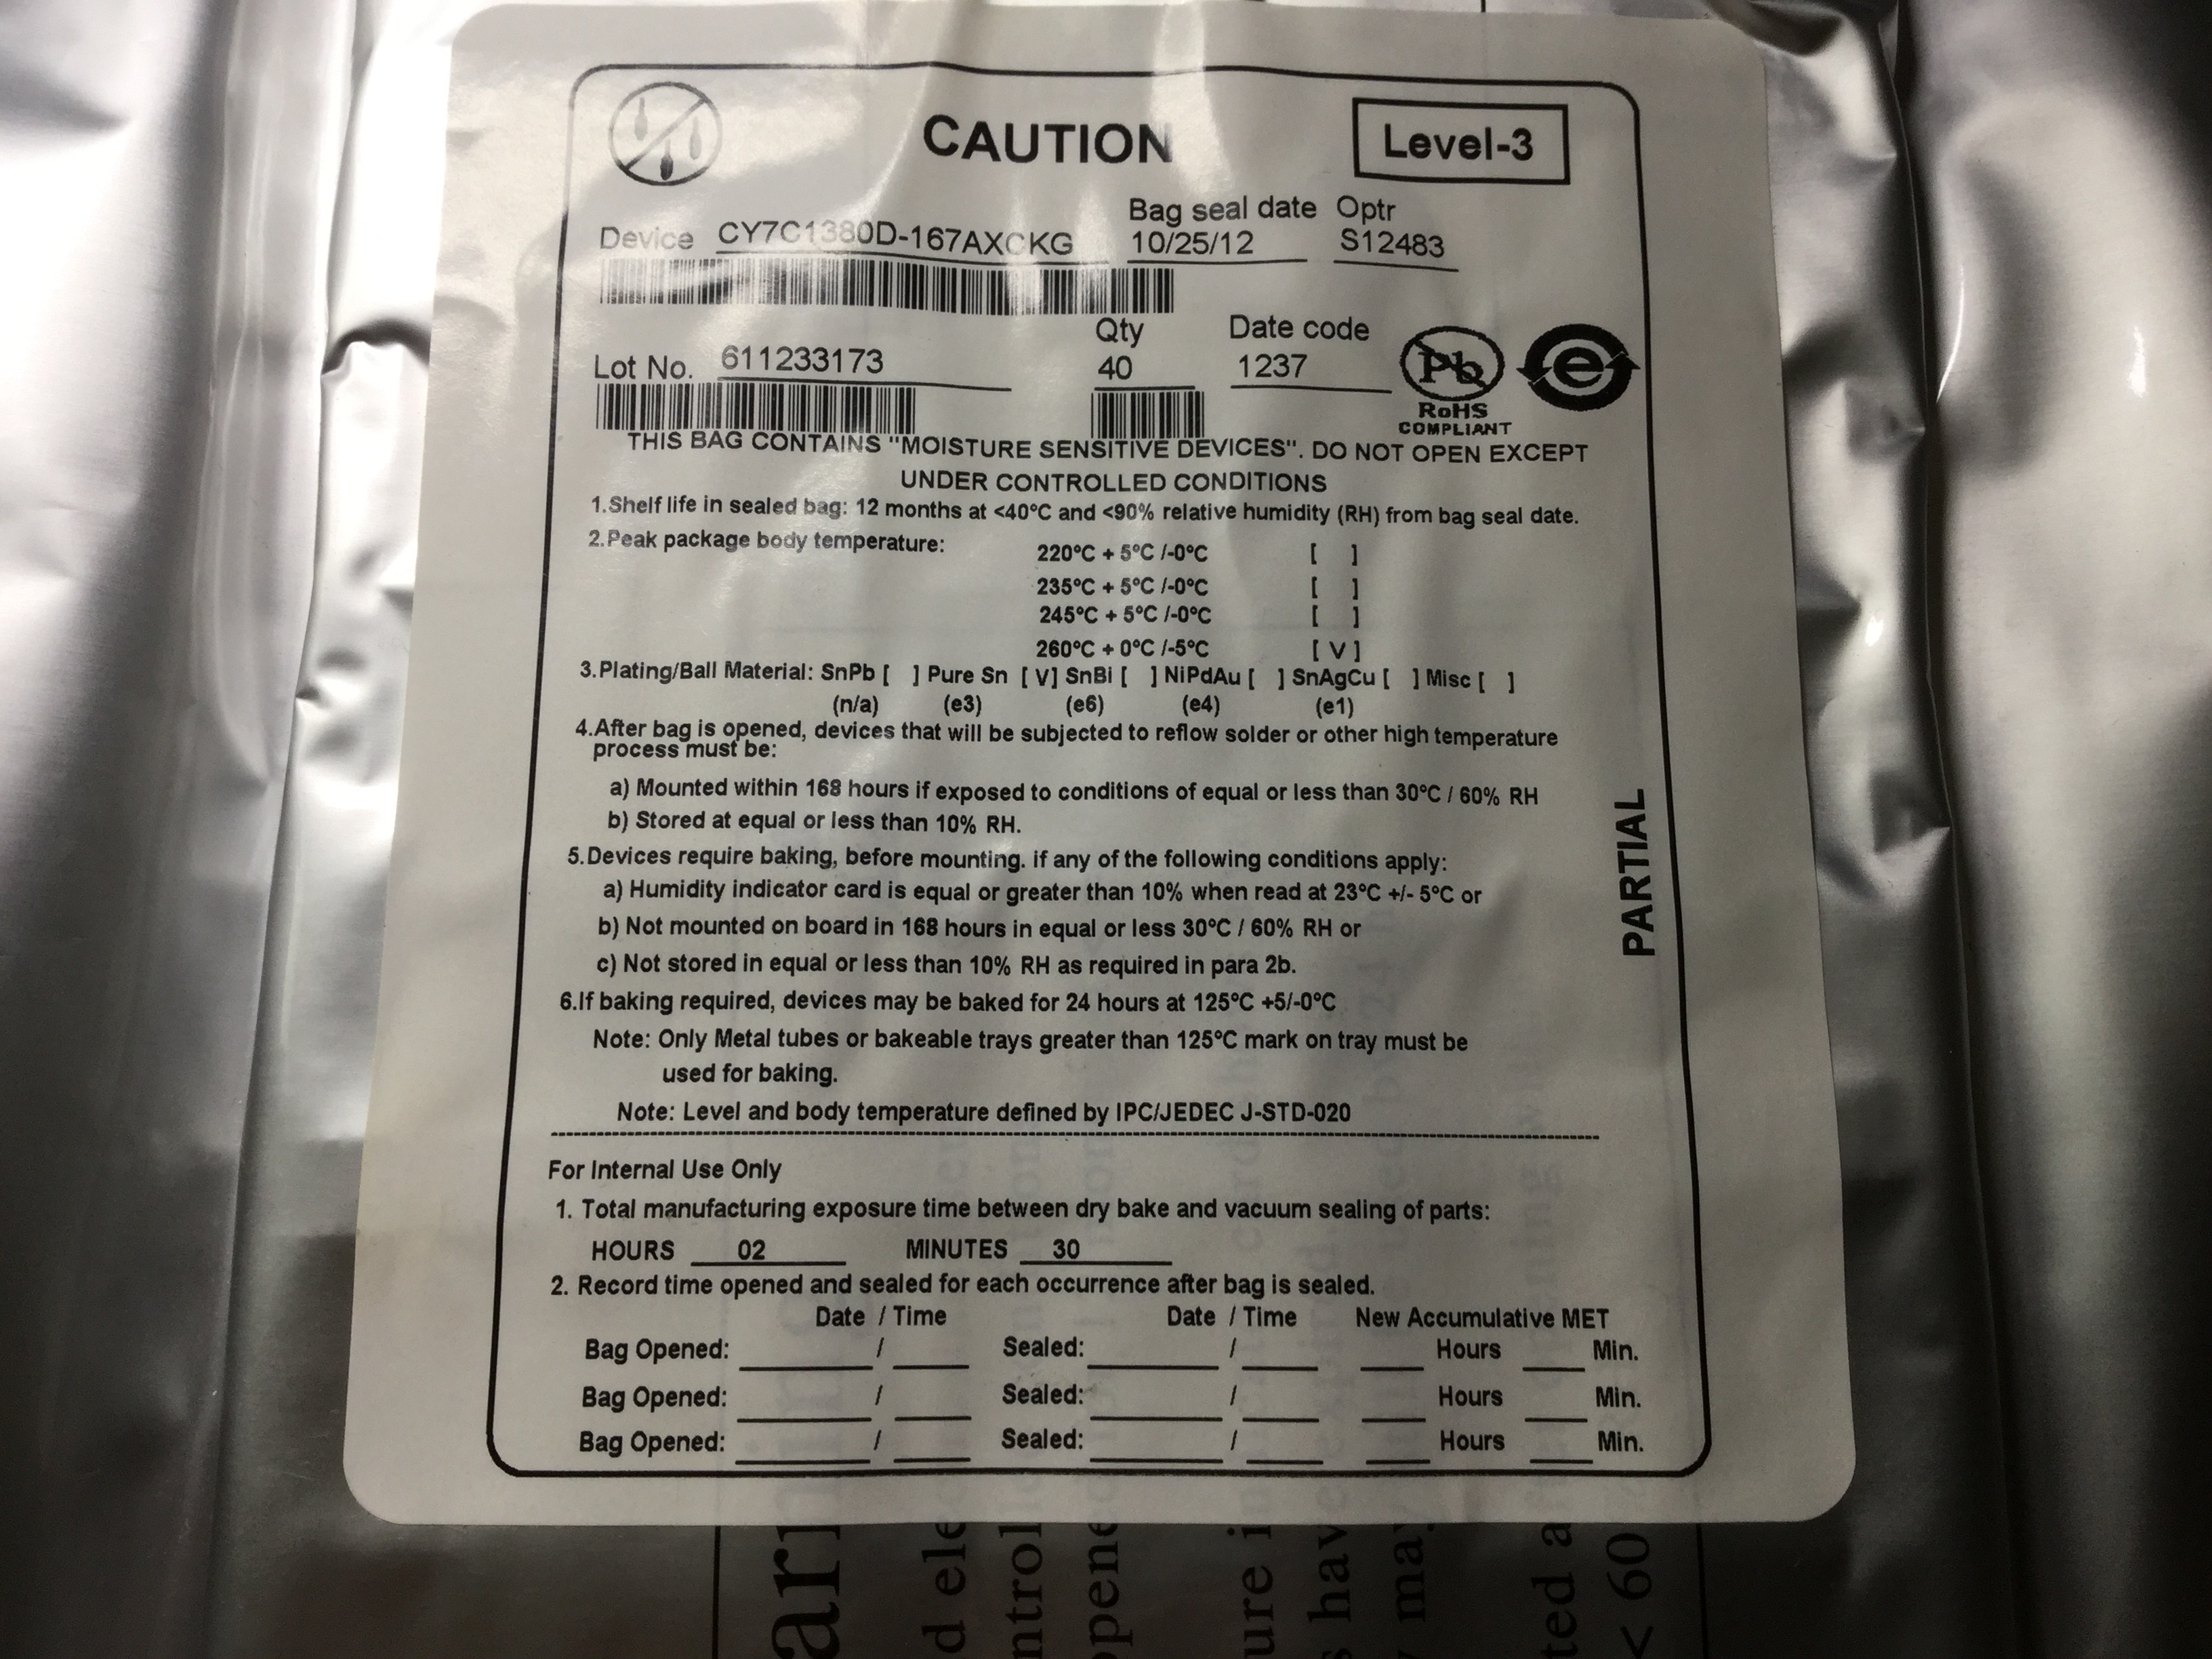 CAUTION
Level-3
Device CY7C1380D-167AXCKG
Bag seal date 10/25/12
Optr S12483
Lot No. 611233173
Qty 40
Date code 1237
Pb
e
RoHS
COMPLIANT
THIS BAG CONTAINS "MOISTURE SENSITIVE DEVICES". DO NOT OPEN EXCEPT
UNDER CONTROLLED CONDITIONS
1.Shelf life in sealed bag: 12 months at <40°C and <90% relative humidity (RH) from bag seal date.
2.Peak package body temperature: 220°C + 5°C /-0°C [ ]
235°C + 5°C /-0°C [ ]
245°C + 5°C /-0°C [ ]
260°C + 0°C /-5°C [ V ]
3.Plating/Ball Material: SnPb [ ] Pure Sn [ V] SnBi [ ] NiPdAu [ ] SnAgCu [ ] Misc [ ]
(n/a) (e3) (e6) (e4) (e1)
4.After bag is opened, devices that will be subjected to reflow solder or other high temperature
process must be:
a) Mounted within 168 hours if exposed to conditions of equal or less than 30°C / 60% RH
b) Stored at equal or less than 10% RH.
5.Devices require baking, before mounting. if any of the following conditions apply:
a) Humidity indicator card is equal or greater than 10% when read at 23°C +/- 5°C or
b) Not mounted on board in 168 hours in equal or less 30°C / 60% RH or
c) Not stored in equal or less than 10% RH as required in para 2b.
6.If baking required, devices may be baked for 24 hours at 125°C +5/-0°C
Note: Only Metal tubes or bakeable trays greater than 125°C mark on tray must be
used for baking.
Note: Level and body temperature defined by IPC/JEDEC J-STD-020
PARTIAL
For Internal Use Only
1. Total manufacturing exposure time between dry bake and vacuum sealing of parts:
HOURS 02 MINUTES 30
2. Record time opened and sealed for each occurrence after bag is sealed.
Date / Time Date / Time New Accumulative MET
Bag Opened: / Sealed: / Hours Min.
Bag Opened: / Sealed: / Hours Min.
Bag Opened: / Sealed: / Hours Min.
< 60